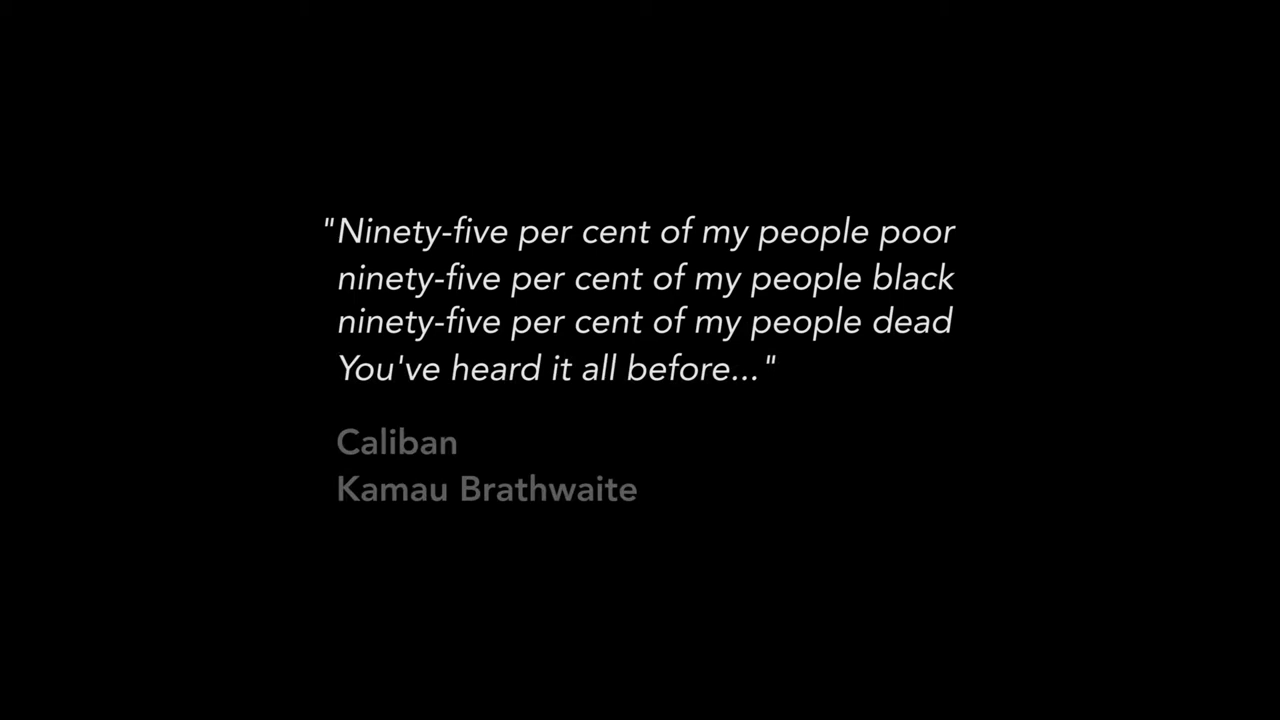 "Ninety-five per cent of my people poor
ninety-five per cent of my people black
ninety-five per cent of my people dead
You've heard it all before..."
Caliban
Kamau Brathwaite